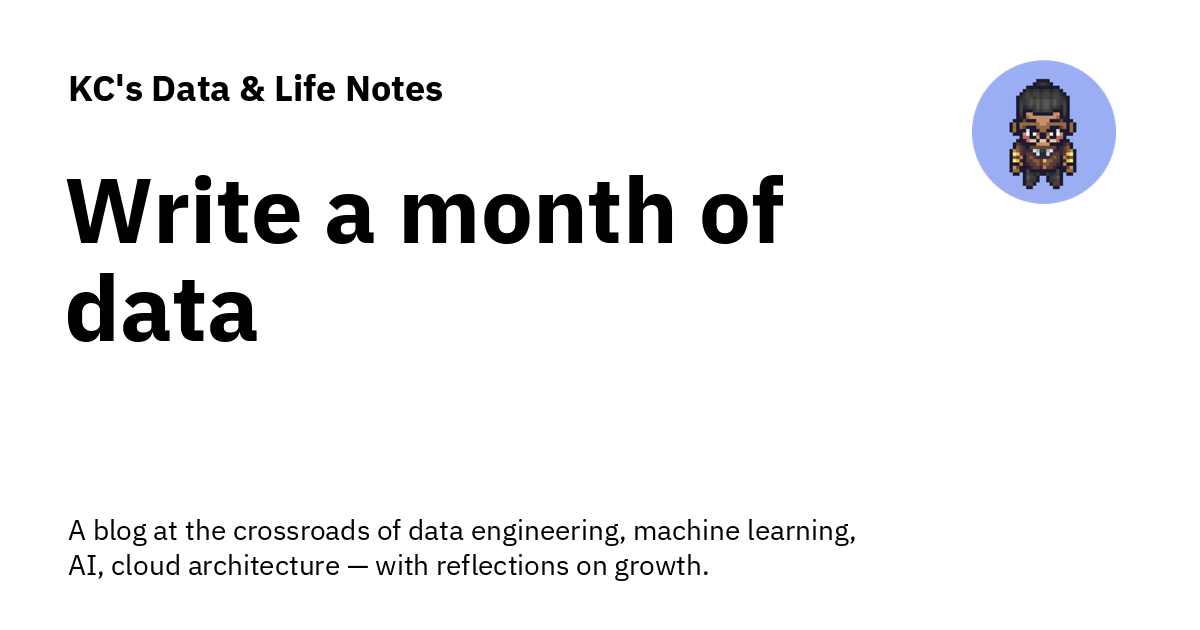 KC's Data & Life Notes
Write a month of
data
A blog at the crossroads of data engineering, machine learning,
AI, cloud architecture — with reflections on growth.